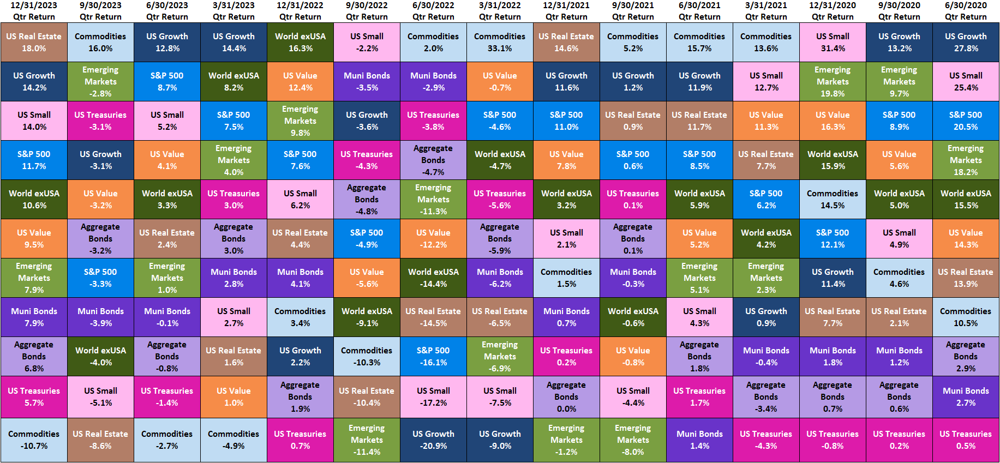 12/31/2023
Qtr Return
9/30/2023
Qtr Return
6/30/2023
Qtr Return
3/31/2023
Qtr Return
12/31/2022
Qtr Return
9/30/2022
Qtr Return
6/30/2022
Qtr Return
3/31/2022
Qtr Return
12/31/2021
Qtr Return
9/30/2021
Qtr Return
6/30/2021
Qtr Return
3/31/2021
Qtr Return
12/31/2020
Qtr Return
9/30/2020
Qtr Return
6/30/2020
Qtr Return
US Real Estate
18.0%
Commodities
16.0%
US Growth
12.8%
US Growth
14.4%
World exUSA
16.3%
US Small
-2.2%
Commodities
2.0%
Commodities
33.1%
US Real Estate
14.6%
Commodities
5.2%
Commodities
15.7%
Commodities
13.6%
US Small
31.4%
US Growth
13.2%
US Growth
27.8%
US Growth
14.2%
Emerging
Markets
-2.8%
S&P 500
8.7%
World exUSA
8.2%
US Value
12.4%
Muni Bonds
-3.5%
Muni Bonds
-2.9%
US Value
-0.7%
US Growth
11.6%
US Growth
1.2%
US Growth
11.9%
US Small
12.7%
Emerging
Markets
19.8%
Emerging
Markets
9.7%
US Small
25.4%
US Small
14.0%
US Treasuries
-3.1%
US Small
5.2%
S&P 500
7.5%
Emerging
Markets
9.8%
US Growth
-3.6%
US Treasuries
-3.8%
S&P 500
-4.6%
S&P 500
11.0%
US Real Estate
0.9%
US Real Estate
11.7%
US Value
11.3%
US Value
16.3%
S&P 500
8.9%
S&P 500
20.5%
S&P 500
11.7%
US Growth
-3.1%
US Value
4.1%
Emerging
Markets
4.0%
S&P 500
7.6%
US Treasuries
-4.3%
Aggregate
Bonds
-4.7%
World exUSA
-4.7%
US Value
7.8%
S&P 500
0.6%
S&P 500
8.5%
US Real Estate
7.7%
World exUSA
15.9%
US Value
5.6%
Emerging
Markets
18.2%
World exUSA
10.6%
US Value
-3.2%
World exUSA
3.3%
US Treasuries
3.0%
US Small
6.2%
Aggregate
Bonds
-4.8%
Emerging
Markets
-11.3%
US Treasuries
-5.6%
World exUSA
3.2%
US Treasuries
0.1%
World exUSA
5.9%
S&P 500
6.2%
Commodities
14.5%
World exUSA
5.0%
World exUSA
15.5%
US Value
9.5%
Aggregate
Bonds
-3.2%
US Real Estate
2.4%
Aggregate
Bonds
3.0%
US Real Estate
4.4%
S&P 500
-4.9%
US Value
-12.2%
Aggregate
Bonds
-5.9%
US Small
2.1%
Aggregate
Bonds
0.1%
US Value
5.2%
World exUSA
4.2%
S&P 500
12.1%
US Small
4.9%
US Value
14.3%
Emerging
Markets
7.9%
S&P 500
-3.3%
Emerging
Markets
1.0%
Muni Bonds
2.8%
Muni Bonds
4.1%
US Value
-5.6%
World exUSA
-14.4%
Muni Bonds
-6.2%
Commodities
1.5%
Muni Bonds
-0.3%
Emerging
Markets
5.1%
Emerging
Markets
2.3%
US Growth
11.4%
Commodities
4.6%
US Real Estate
13.9%
Muni Bonds
7.9%
Muni Bonds
-3.9%
Muni Bonds
-0.1%
US Small
2.7%
Commodities
3.4%
World exUSA
-9.1%
US Real Estate
-14.5%
US Real Estate
-6.5%
Muni Bonds
0.7%
World exUSA
-0.6%
US Small
4.3%
US Growth
0.9%
US Real Estate
7.7%
US Real Estate
2.1%
Commodities
10.5%
Aggregate
Bonds
6.8%
World exUSA
-4.0%
Aggregate
Bonds
-0.8%
US Real Estate
1.6%
US Growth
2.2%
Commodities
-10.3%
S&P 500
-16.1%
Emerging
Markets
-6.9%
US Treasuries
0.2%
US Value
-0.8%
Aggregate
Bonds
1.8%
Muni Bonds
-0.4%
Muni Bonds
1.8%
Muni Bonds
1.2%
Aggregate
Bonds
2.9%
US Treasuries
5.7%
US Small
-5.1%
US Treasuries
-1.4%
US Value
1.0%
Aggregate
Bonds
1.9%
US Real Estate
-10.4%
US Small
-17.2%
US Small
-7.5%
Aggregate
Bonds
0.0%
US Small
-4.4%
US Treasuries
1.7%
Aggregate
Bonds
-3.4%
Aggregate
Bonds
0.7%
Aggregate
Bonds
0.6%
Muni Bonds
2.7%
Commodities
-10.7%
US Real Estate
-8.6%
Commodities
-2.7%
Commodities
-4.9%
US Treasuries
0.7%
Emerging
Markets
-11.4%
US Growth
-20.9%
US Growth
-9.0%
Emerging
Markets
-1.2%
Emerging
Markets
-8.0%
Muni Bonds
1.4%
US Treasuries
-4.3%
US Treasuries
-0.8%
US Treasuries
0.2%
US Treasuries
0.5%